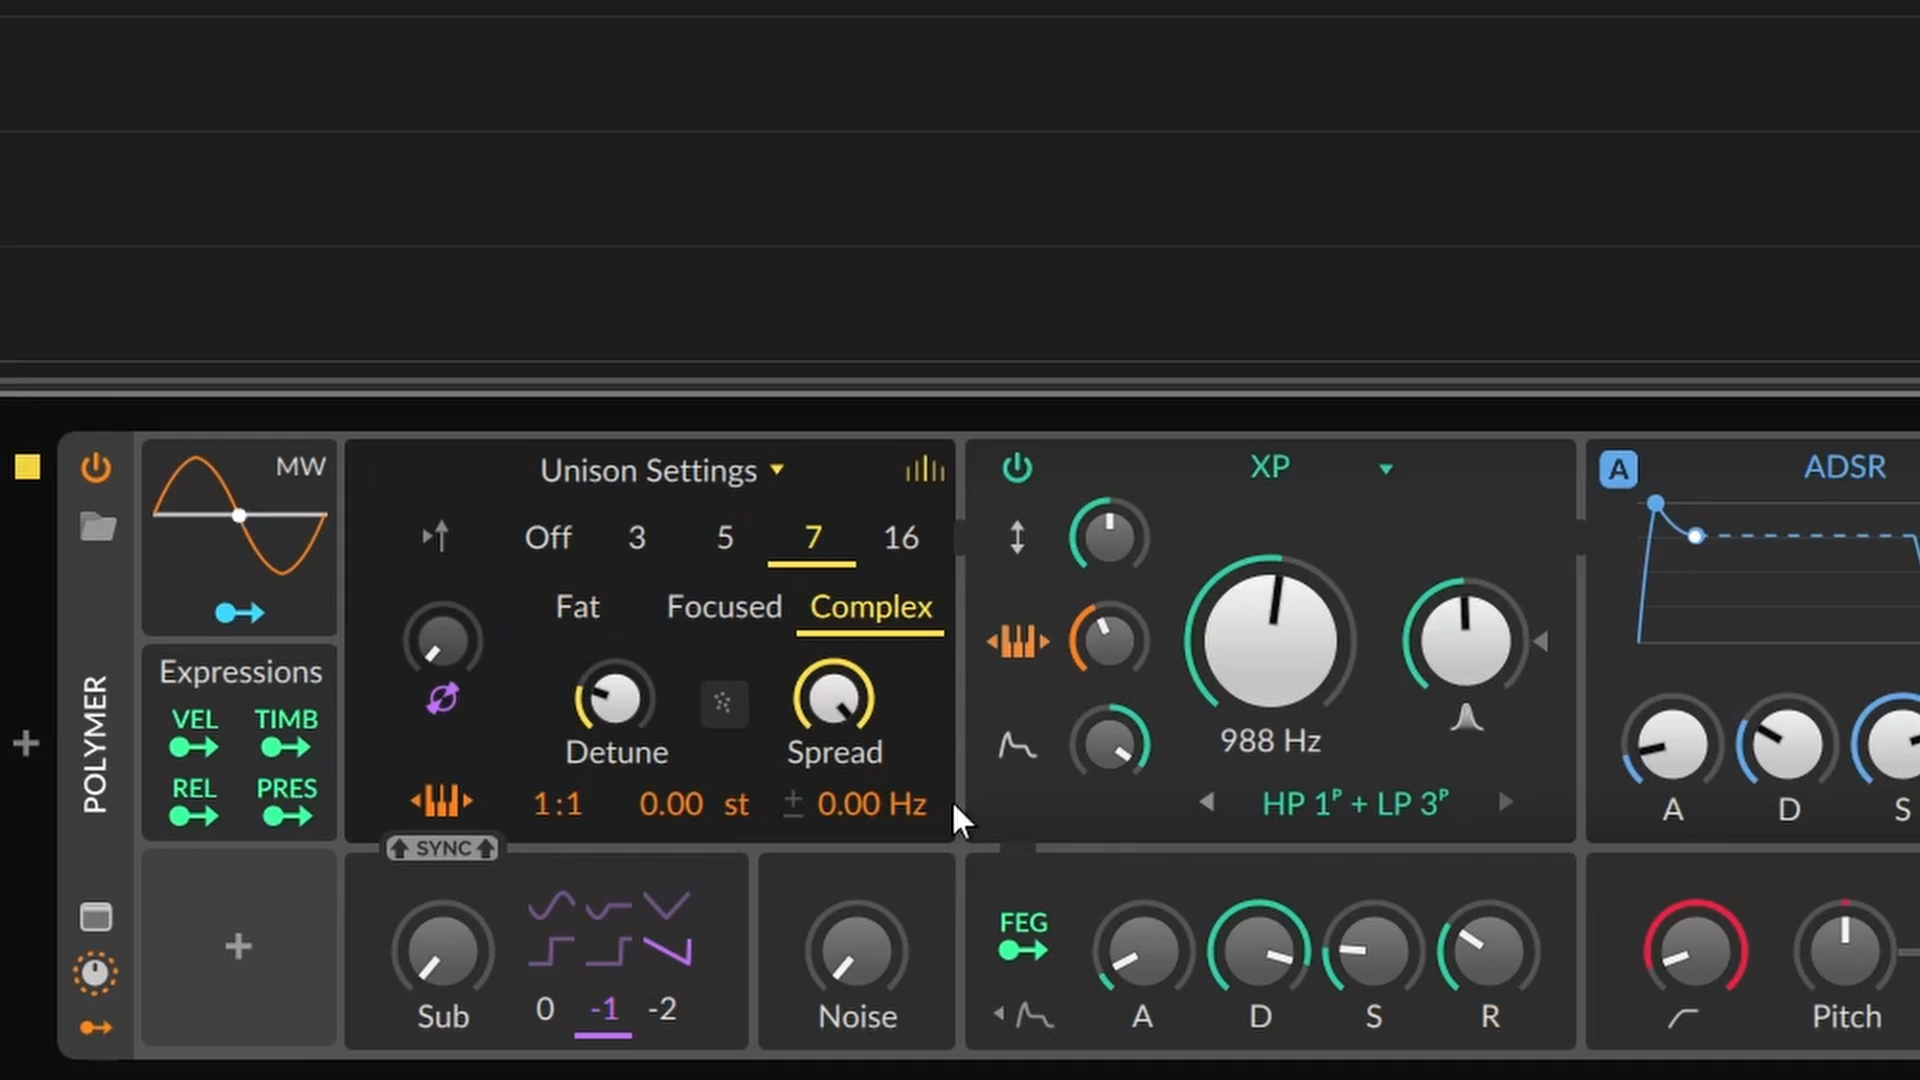 POLYMER
MW
Expressions
VEL TIMB
REL PRES
Unison Settings
Off 3 5 7 16
Fat Focused Complex
Detune Spread
1:1 0.00 st ± 0.00 Hz
SYNC
Sub
0 -1 -2
Noise
XP
988 Hz
HP 1ᴾ + LP 3ᴾ
FEG
A D S R
A ADSR
A D S
Pitch